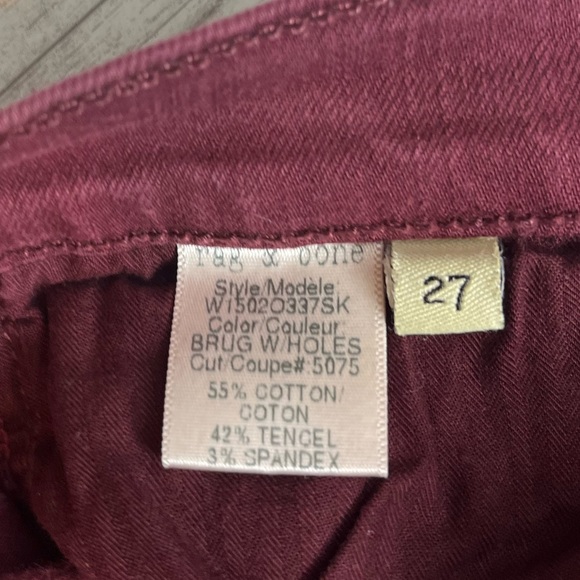 rag & bone
Style/Modèle:
W1502O337SK
Color/Couleur:
BRUG W/HOLES
Cut/Coupe#:5075
55% COTTON/
COTON
42% TENCEL
3% SPANDEX
27